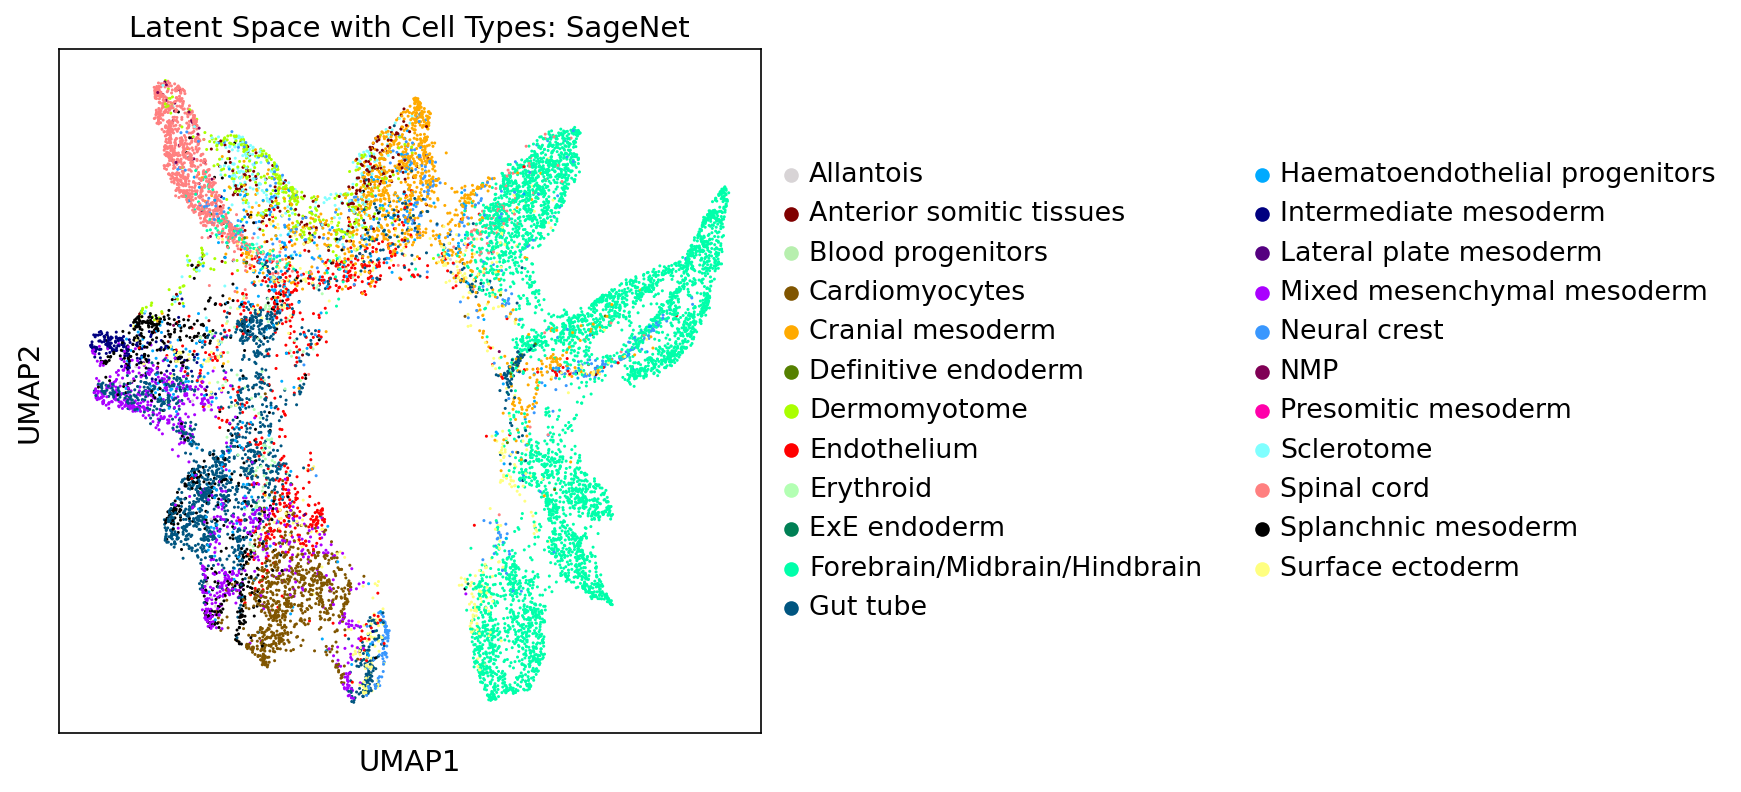 Latent Space with Cell Types: SageNet
UMAP2
UMAP1
Allantois
Anterior somitic tissues
Blood progenitors
Cardiomyocytes
Cranial mesoderm
Definitive endoderm
Dermomyotome
Endothelium
Erythroid
ExE endoderm
Forebrain/Midbrain/Hindbrain
Gut tube
Haematoendothelial progenitors
Intermediate mesoderm
Lateral plate mesoderm
Mixed mesenchymal mesoderm
Neural crest
NMP
Presomitic mesoderm
Sclerotome
Spinal cord
Splanchnic mesoderm
Surface ectoderm